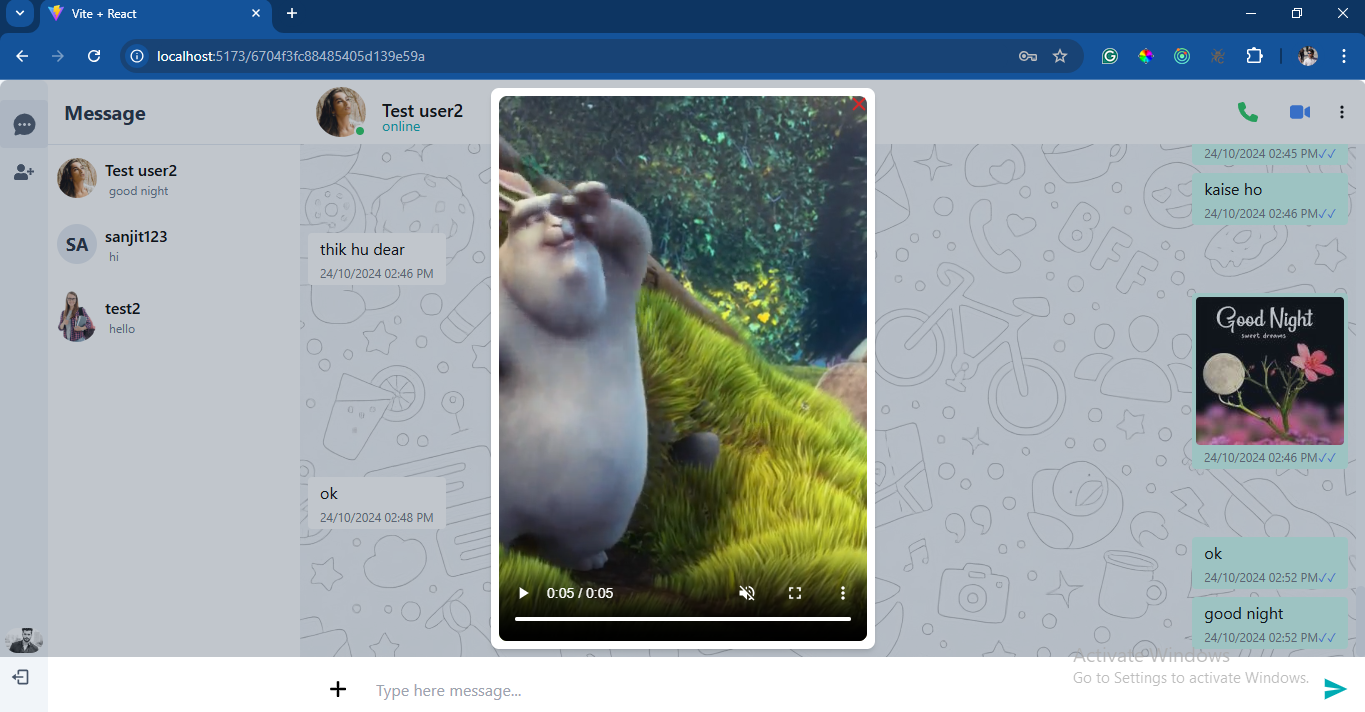 Vite + React
localhost:5173/6704f3fc88485405d139e59a
Message
Test user2
good night
SA
sanjit123
hi
test2
hello
Test user2
online
24/10/2024 02:45 PM
kaise ho
24/10/2024 02:46 PM
thik hu dear
24/10/2024 02:46 PM
Good Night
sweet dreams
24/10/2024 02:46 PM
ok
24/10/2024 02:48 PM
ok
24/10/2024 02:52 PM
good night
24/10/2024 02:52 PM
BFF
0:05 / 0:05
Type here message...
Activate Windows
Go to Settings to activate Windows.